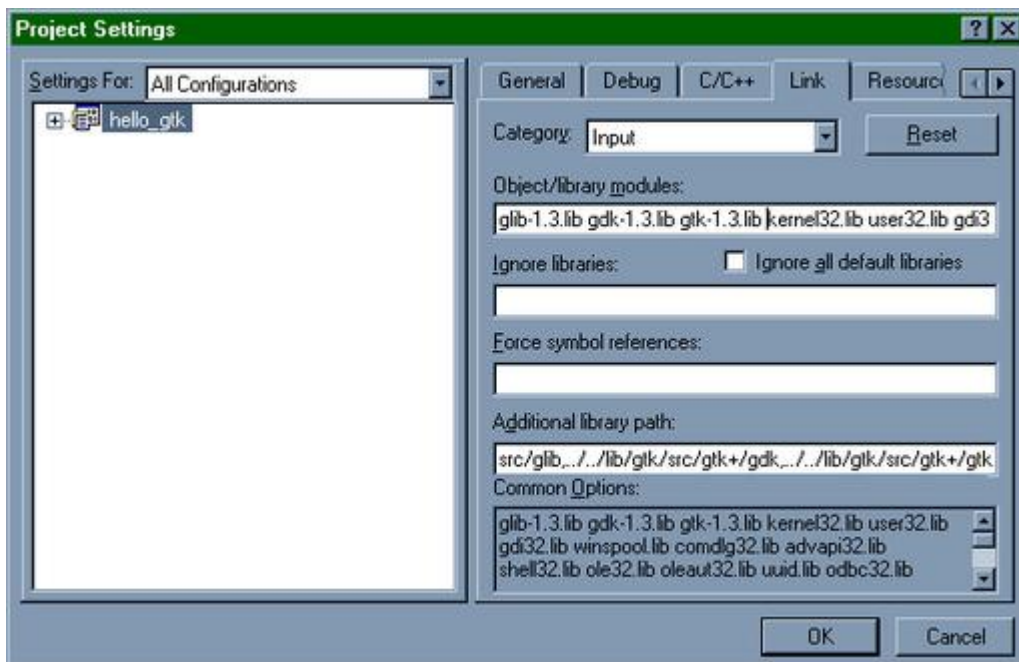 Project Settings
Settings For: All Configurations
hello_gtk
General Debug C/C++ Link Resourc
Category: Input Reset
Object/library modules:
glib-1.3.lib gdk-1.3.lib gtk-1.3.lib kernel32.lib user32.lib gdi3
Ignore libraries: Ignore all default libraries
Force symbol references:
Additional library path:
src/glib,../../lib/gtk/src/gtk+/gdk,../../lib/gtk/src/gtk+/gtk
Common Options:
glib-1.3.lib gdk-1.3.lib gtk-1.3.lib kernel32.lib user32.lib
gdi32.lib winspool.lib comdlg32.lib advapi32.lib
shell32.lib ole32.lib oleaut32.lib uuid.lib odbc32.lib
OK Cancel